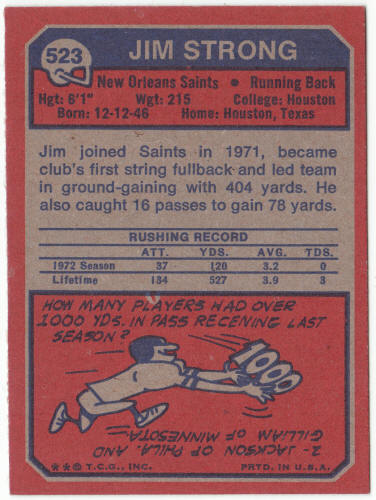 523 JIM STRONG
New Orleans Saints • Running Back
Hgt: 6'1" Wgt: 215 College: Houston
Born: 12-12-46 Home: Houston, Texas
Jim joined Saints in 1971, became
club's first string fullback and led team
in ground-gaining with 404 yards. He
also caught 16 passes to gain 78 yards.
RUSHING RECORD
ATT. YDS. AVG. TDS.
1972 Season 37 120 3.2 0
Lifetime 134 527 3.9 3
HOW MANY PLAYERS HAD OVER
1000 YDS. IN PASS RECEIVING LAST
SEASON?
1000
2-JACKSON OF PHILA. AND
GILLIAM OF MINNESOTA.
**© T.C.G., INC. PRTD. IN U.S.A.